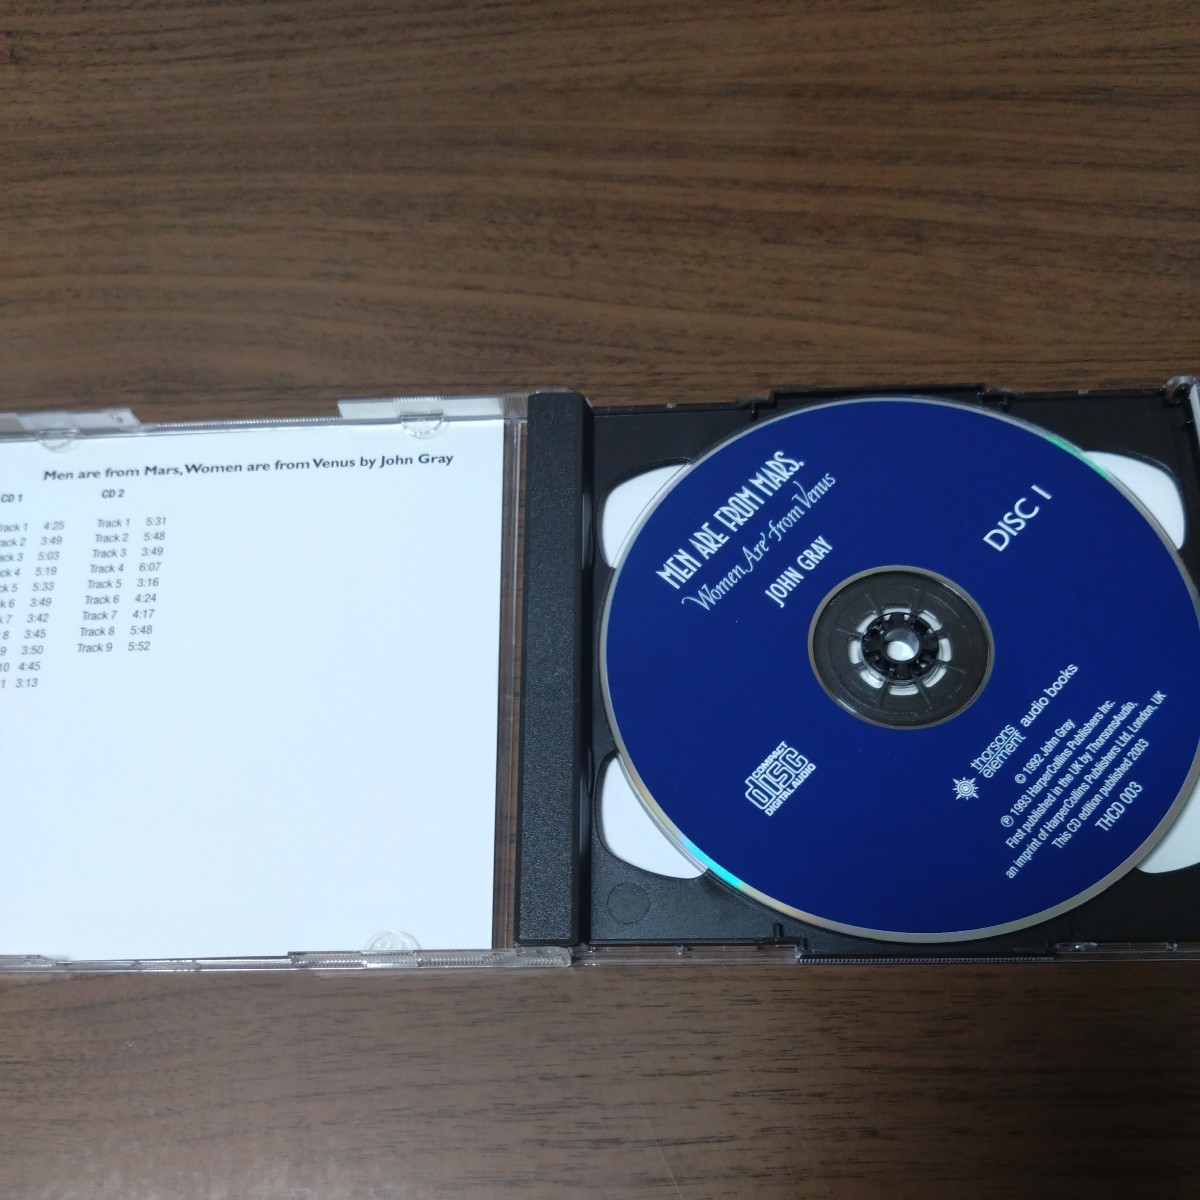 Men are from Mars, Women are from Venus by John Gray
CD 1
Track 1 4:25
Track 2 3:49
Track 3 5:03
Track 4 5:19
5 5:33
6 3:49
7 3:42
8 3:45
9 3:50
10 4:45
1 3:13
CD 2
Track 1 5:31
Track 2 5:48
Track 3 3:49
Track 4 6:07
Track 5 3:16
Track 6 4:24
Track 7 4:17
Track 8 5:48
Track 9 5:52
MEN ARE FROM MARS,
Women Are from Venus
JOHN GRAY
DISC 1
COMPACT
disc
DIGITAL AUDIO
thorsons
element
audio books
© 1992 John Gray
℗ 1993 HarperCollins Publishers Inc.
First published in the UK by ThorsonsAudio,
an imprint of HarperCollins Publishers Ltd, London, UK
This CD edition published 2003
THCD 003